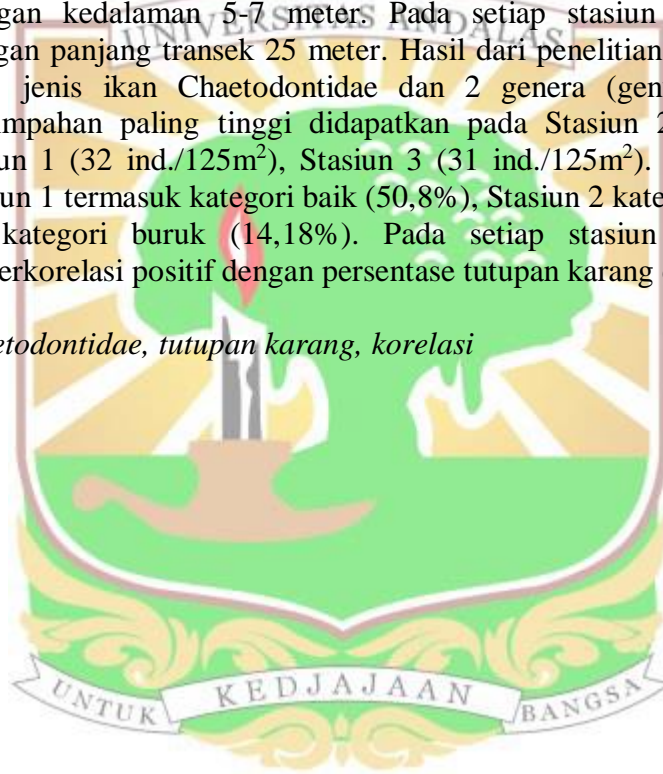 gan kedalaman 5-7 meter. Pada setiap stasiun
UNIVERSITAS ANDALAS
gan panjang transek 25 meter. Hasil dari penelitian
jenis ikan Chaetodontidae dan 2 genera (gen
mpahan paling tinggi didapatkan pada Stasiun 2
un 1 (32 ind./125m²), Stasiun 3 (31 ind./125m²).
un 1 termasuk kategori baik (50,8%), Stasiun 2 kate
kategori buruk (14,18%). Pada setiap stasiun
erkorelasi positif dengan persentase tutupan karang
etodontidae, tutupan karang, korelasi
UNTUK KEDJAJAAN BANGSA